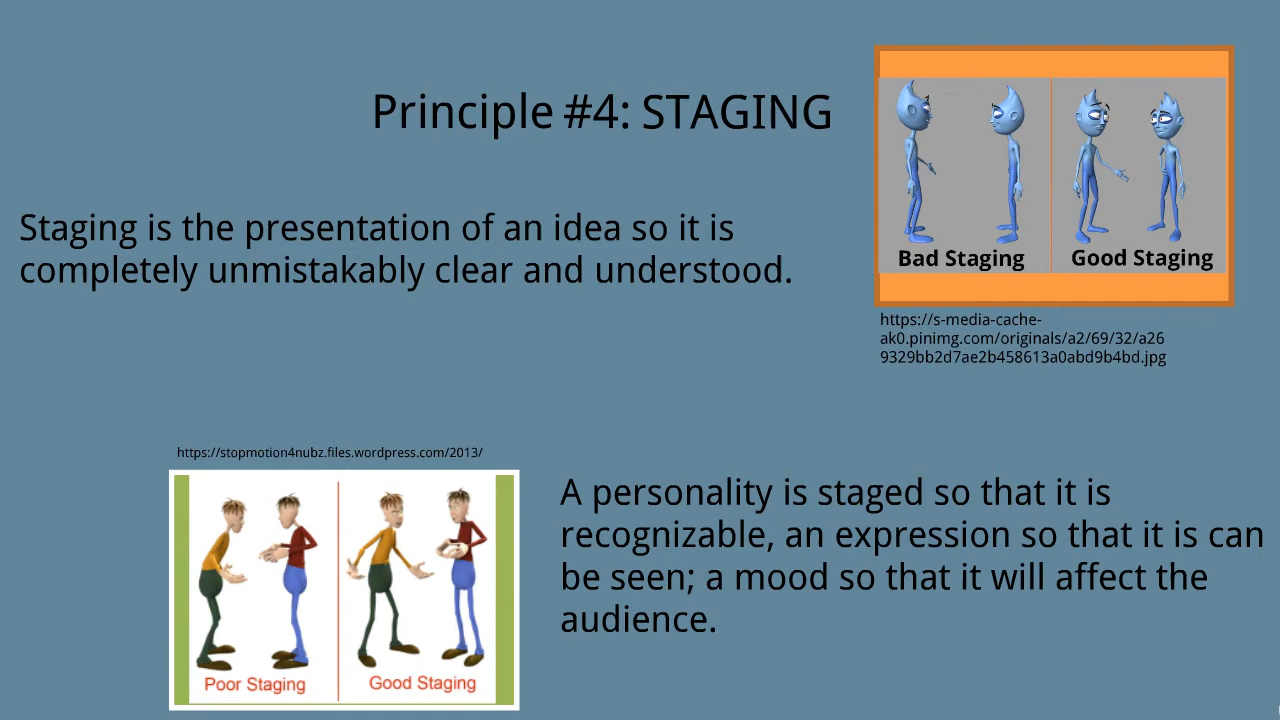 Principle #4: STAGING
Staging is the presentation of an idea so it is
completely unmistakably clear and understood.
Bad Staging
Good Staging
https://s-media-cache-
ak0.pinimg.com/originals/a2/69/32/a26
9329bb2d7ae2b458613a0abd9b4bd.jpg
https://stopmotion4nubz.files.wordpress.com/2013/
Poor Staging
Good Staging
A personality is staged so that it is
recognizable, an expression so that it is can
be seen; a mood so that it will affect the
audience.